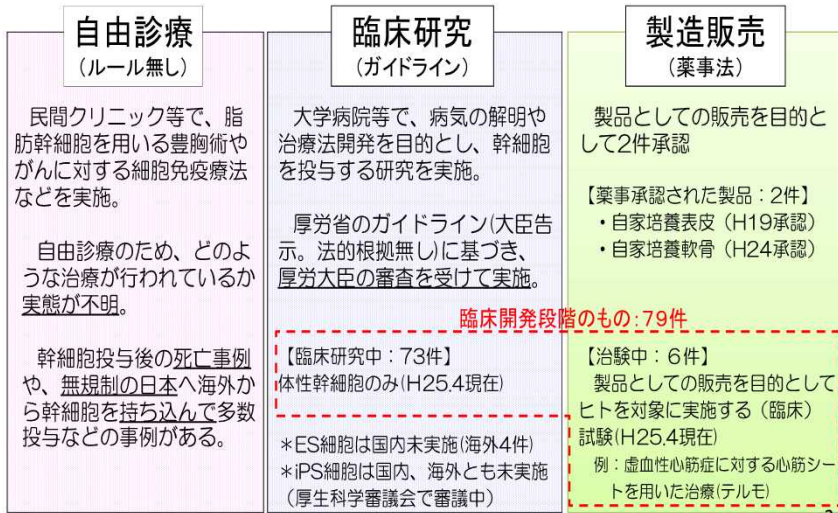 自由診療
(ルール無し)
民間クリニック等で、脂
肪幹細胞を用いる豊胸術や
がんに対する細胞免疫療法
などを実施。
自由診療のため、どのよ
うな治療が行われているか
実態が不明。
幹細胞投与後の死亡事例
や、無規制の日本へ海外か
ら幹細胞を持ち込んで多数
投与などの事例がある。
臨床研究
(ガイドライン)
大学病院等で、病気の解明や
治療法開発を目的とし、幹細胞
を投与する研究を実施。
厚労省のガイドライン(大臣告
示。法的根拠無し)に基づき、
厚労大臣の審査を受けて実施。
臨床開発段階のもの:79件
【臨床研究中:73件】
体性幹細胞のみ(H25.4現在)
*ES細胞は国内未実施(海外4件)
*iPS細胞は国内、海外とも未実施
(厚生科学審議会で審議中)
製造販売
(薬事法)
製品としての販売を目的と
して2件承認
【薬事承認された製品:2件】
・自家培養表皮(H19承認)
・自家培養軟骨(H24承認)
【治験中:6件】
製品としての販売を目的として
ヒトを対象に実施する(臨床)
試験(H25.4現在)
例:虚血性心筋症に対する心筋シー
トを用いた治療(テルモ)